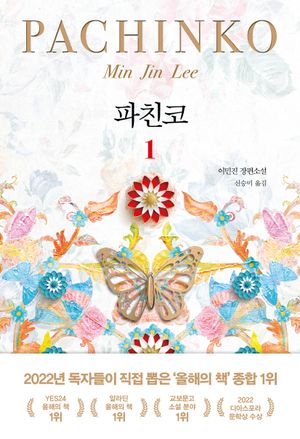 PACHINKO
Min Jin Lee
파친코
1
이민진 장편소설
신승미 옮김
2022년 독자들이 직접 뽑은 ‘올해의 책’ 종합 1위
YES24
올해의 책
1위
알라딘
올해의 책
1위
교보문고
소설 분야
1위
2022
디아스포라
문학상 수상